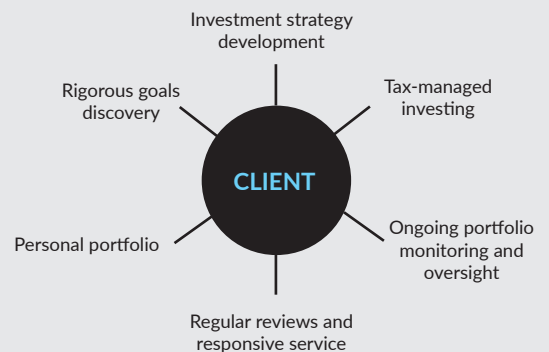 Investment strategy
development
Rigorous goals
discovery
Tax-managed
investing
CLIENT
Personal portfolio
Ongoing portfolio
monitoring and
oversight
Regular reviews and
responsive service